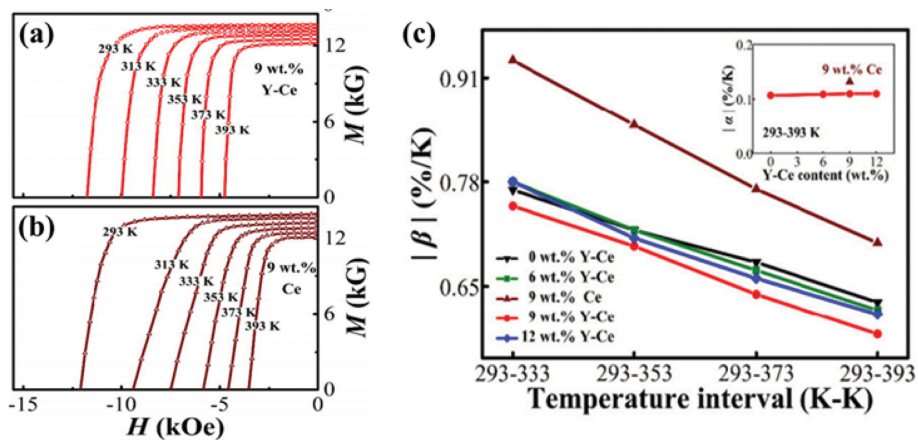 (a)
12
6
0
M (kG)
293 K
313 K
333 K
353 K
373 K
393 K
9 wt.%
Y-Ce
(b)
12
6
0
M (kG)
293 K
313 K
333 K
353 K
373 K
393 K
9 wt.%
Ce
-15
-10
-5
0
H (kOe)
(c)
0.91
0.78
0.65
| β | (%/K)
0 wt.% Y-Ce
6 wt.% Y-Ce
9 wt.% Ce
9 wt.% Y-Ce
12 wt.% Y-Ce
293-333
293-353
293-373
293-393
Temperature interval (K-K)
0.2
0.1
0.0
| α | (%/K)
9 wt.% Ce
293-393 K
0 3 6 9 12
Y-Ce content (wt.%)